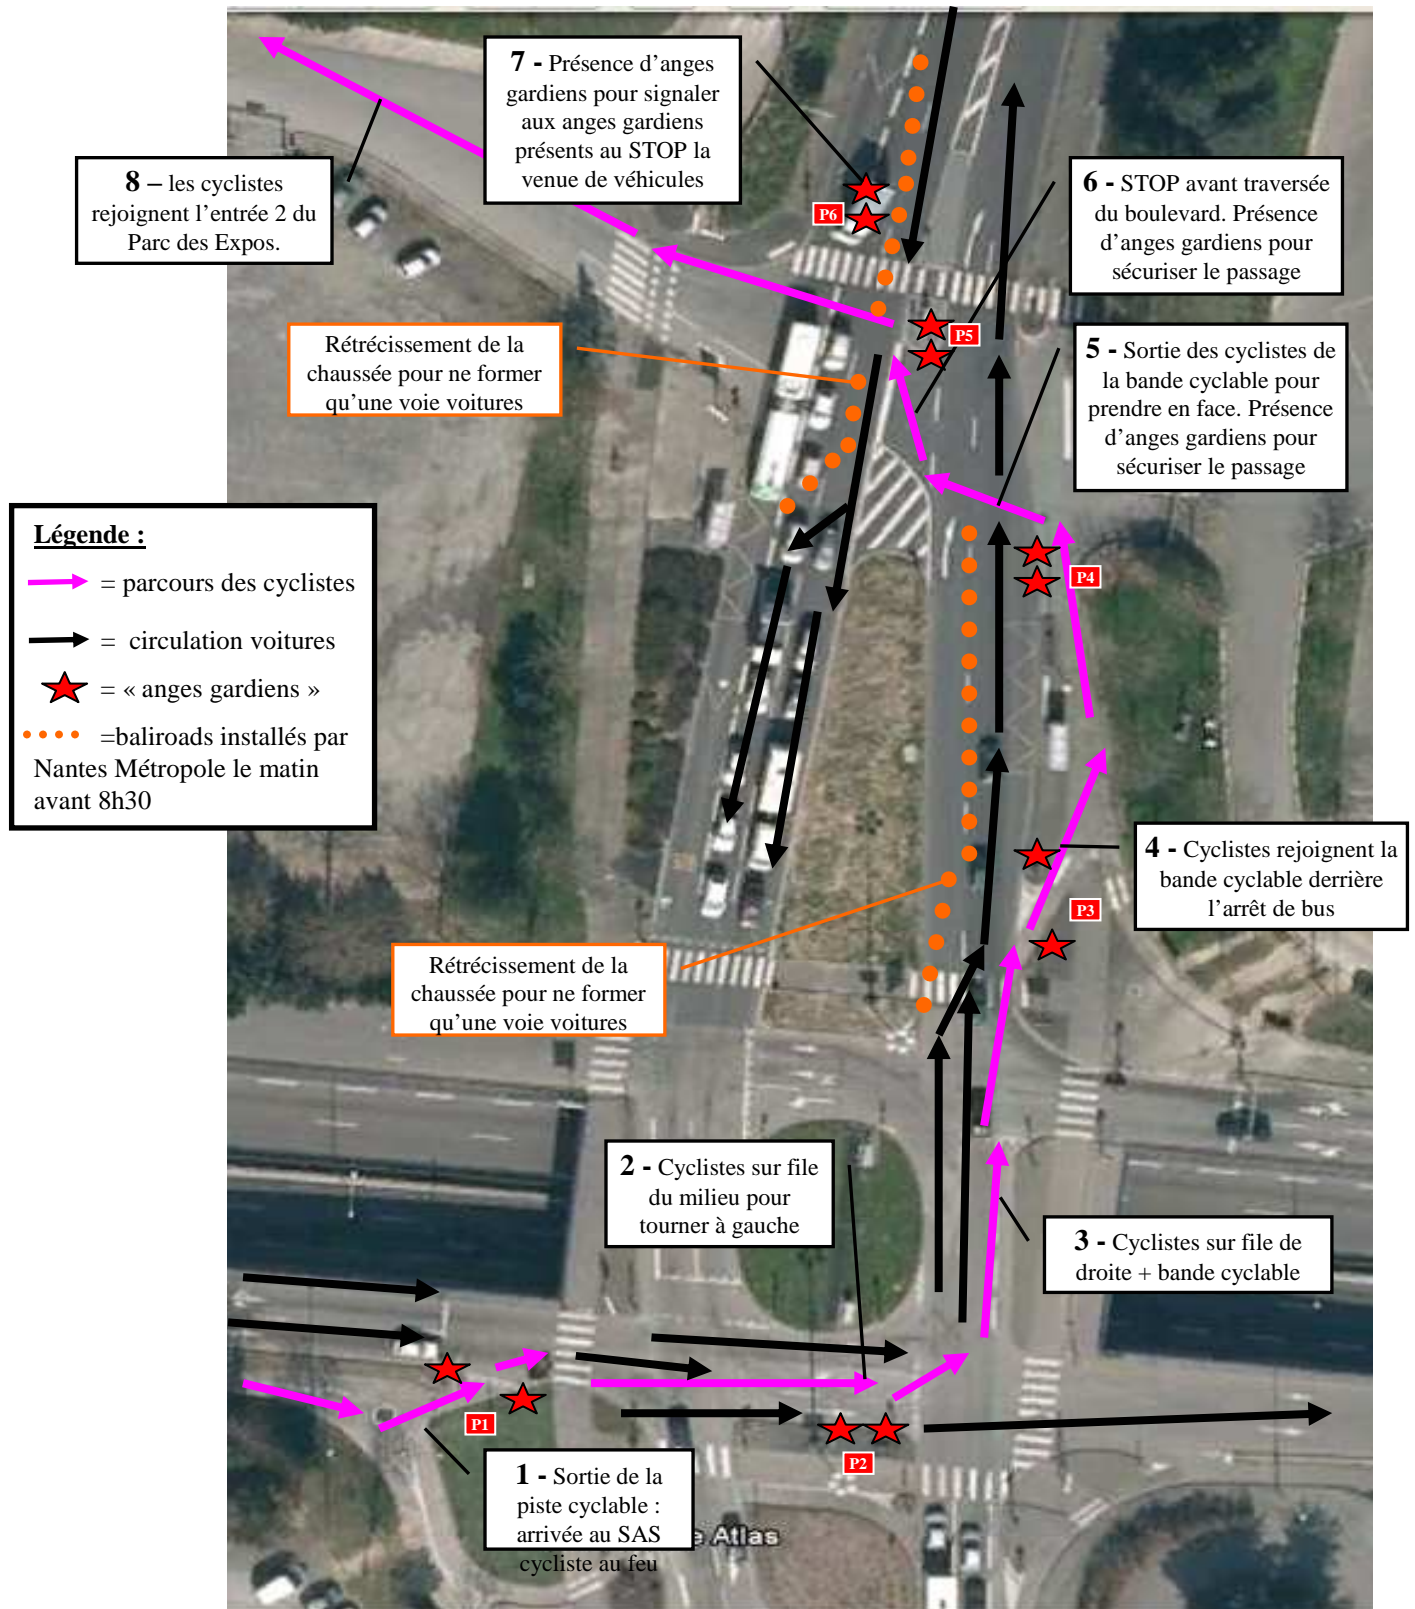 7 - Présence d’anges
gardiens pour signaler
aux anges gardiens
présents au STOP la
venue de véhicules
8 – les cyclistes
rejoignent l’entrée 2 du
Parc des Expos.
P6
6 - STOP avant traversée
du boulevard. Présence
d’anges gardiens pour
sécuriser le passage
Rétrécissement de la
chaussée pour ne former
qu’une voie voitures
P5
5 - Sortie des cyclistes de
la bande cyclable pour
prendre en face. Présence
d’anges gardiens pour
sécuriser le passage
Légende :
= parcours des cyclistes
= circulation voitures
= « anges gardiens »
=baliroads installés par
Nantes Métropole le matin
avant 8h30
P4
4 - Cyclistes rejoignent la
bande cyclable derrière
l’arrêt de bus
P3
Rétrécissement de la
chaussée pour ne former
qu’une voie voitures
2 - Cyclistes sur file
du milieu pour
tourner à gauche
3 - Cyclistes sur file de
droite + bande cyclable
P1
P2
1 - Sortie de la
piste cyclable :
arrivée au SAS
cycliste au feu
e Atlas